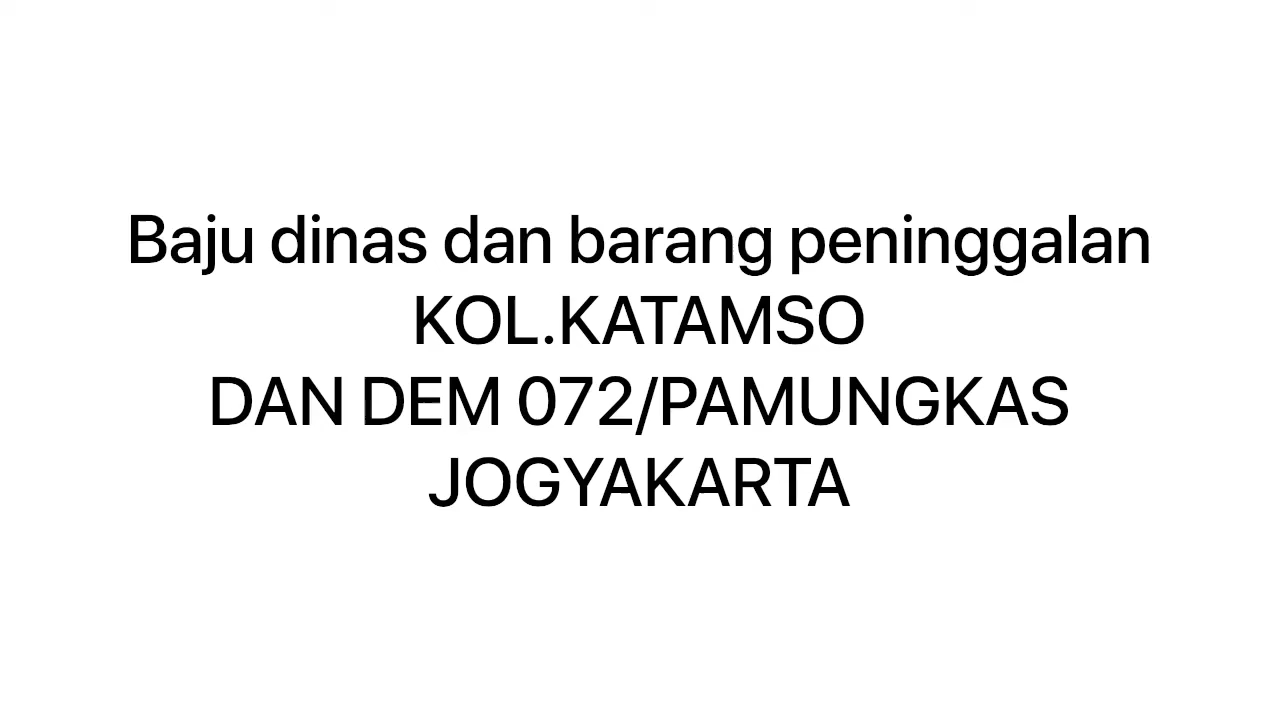 Baju dinas dan barang peninggalan
KOL.KATAMSO
DAN DEM 072/PAMUNGKAS
JOGYAKARTA